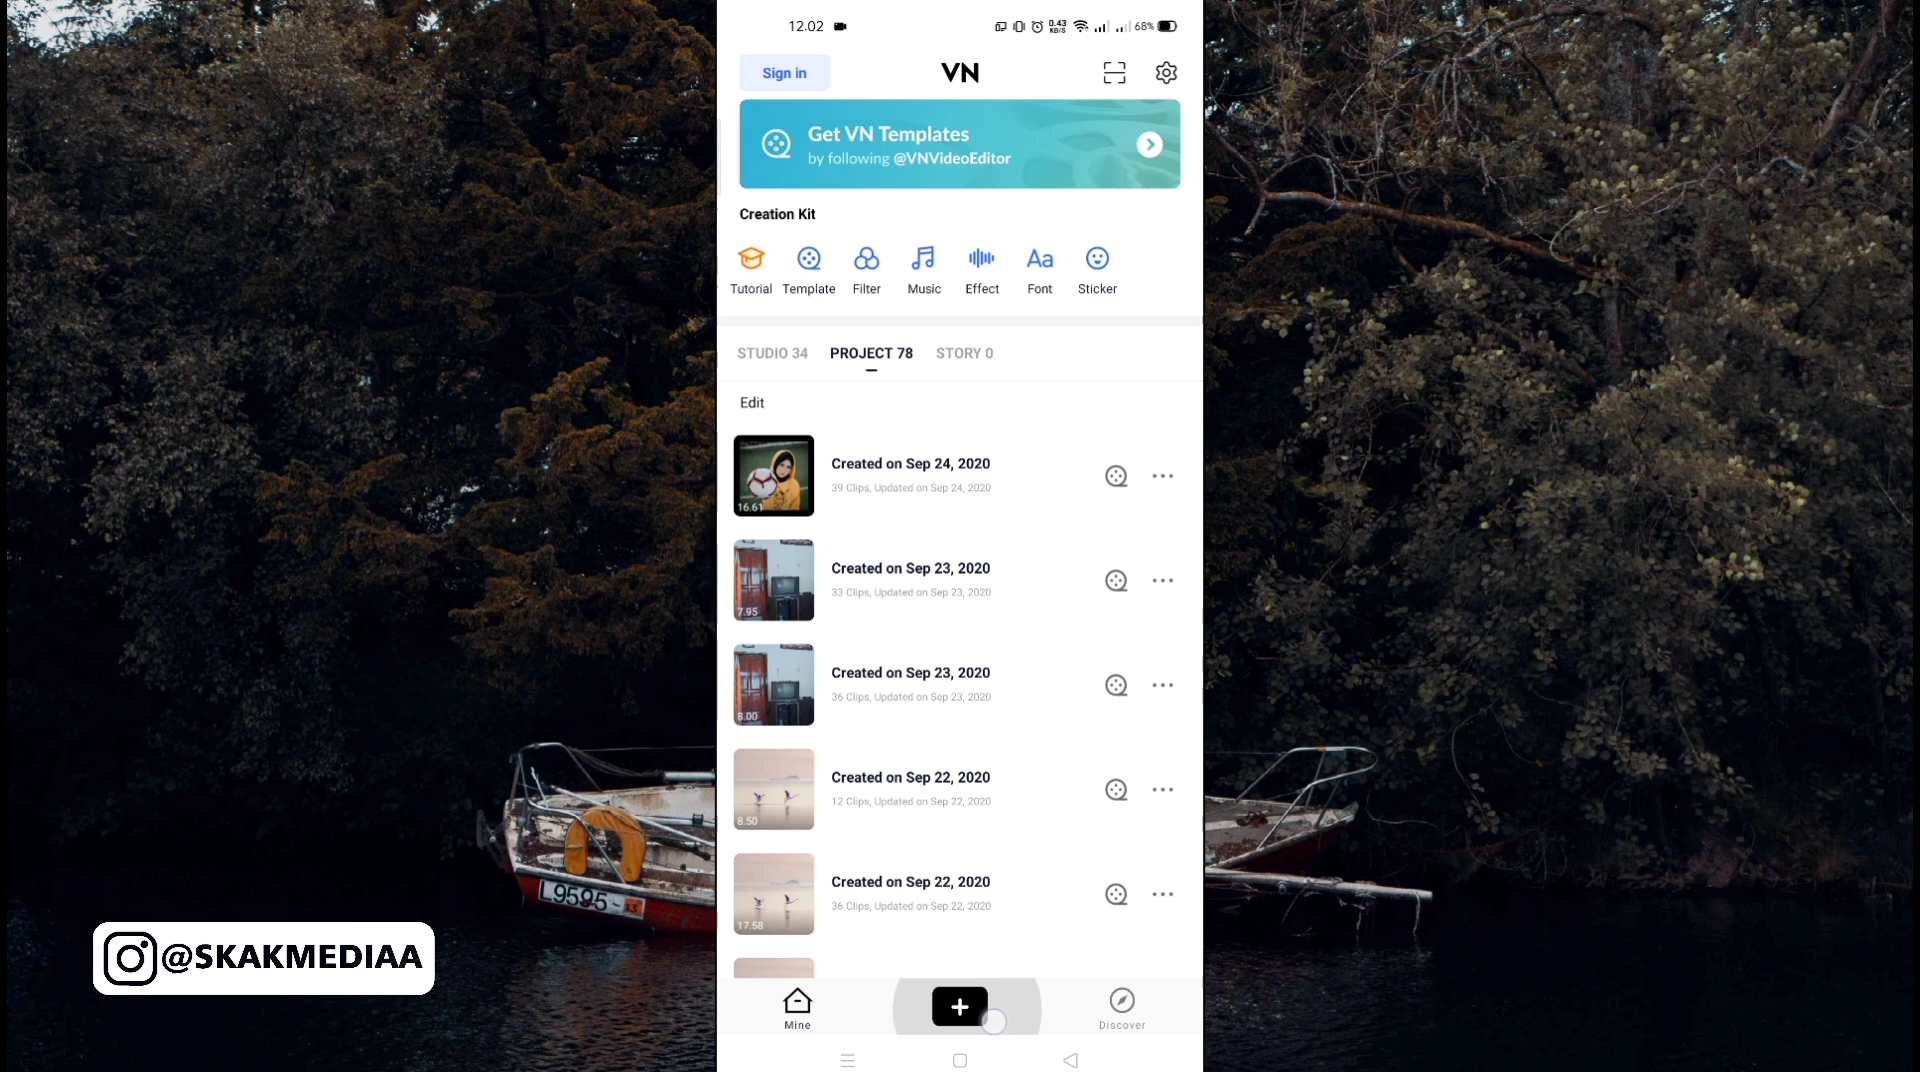 12.02
0.43
KB/S
68%
Sign in
VN
Get VN Templates
by following @VNVideoEditor
Creation Kit
Tutorial
Template
Filter
Music
Effect
Font
Sticker
STUDIO 34
PROJECT 78
STORY 0
Edit
Created on Sep 24, 2020
39 Clips, Updated on Sep 24, 2020
16.61
Created on Sep 23, 2020
33 Clips, Updated on Sep 23, 2020
7.95
Created on Sep 23, 2020
36 Clips, Updated on Sep 23, 2020
8.00
Created on Sep 22, 2020
12 Clips, Updated on Sep 22, 2020
8.50
Created on Sep 22, 2020
36 Clips, Updated on Sep 22, 2020
17.58
Mine
Discover
L9595
13
@SKAKMEDIAA